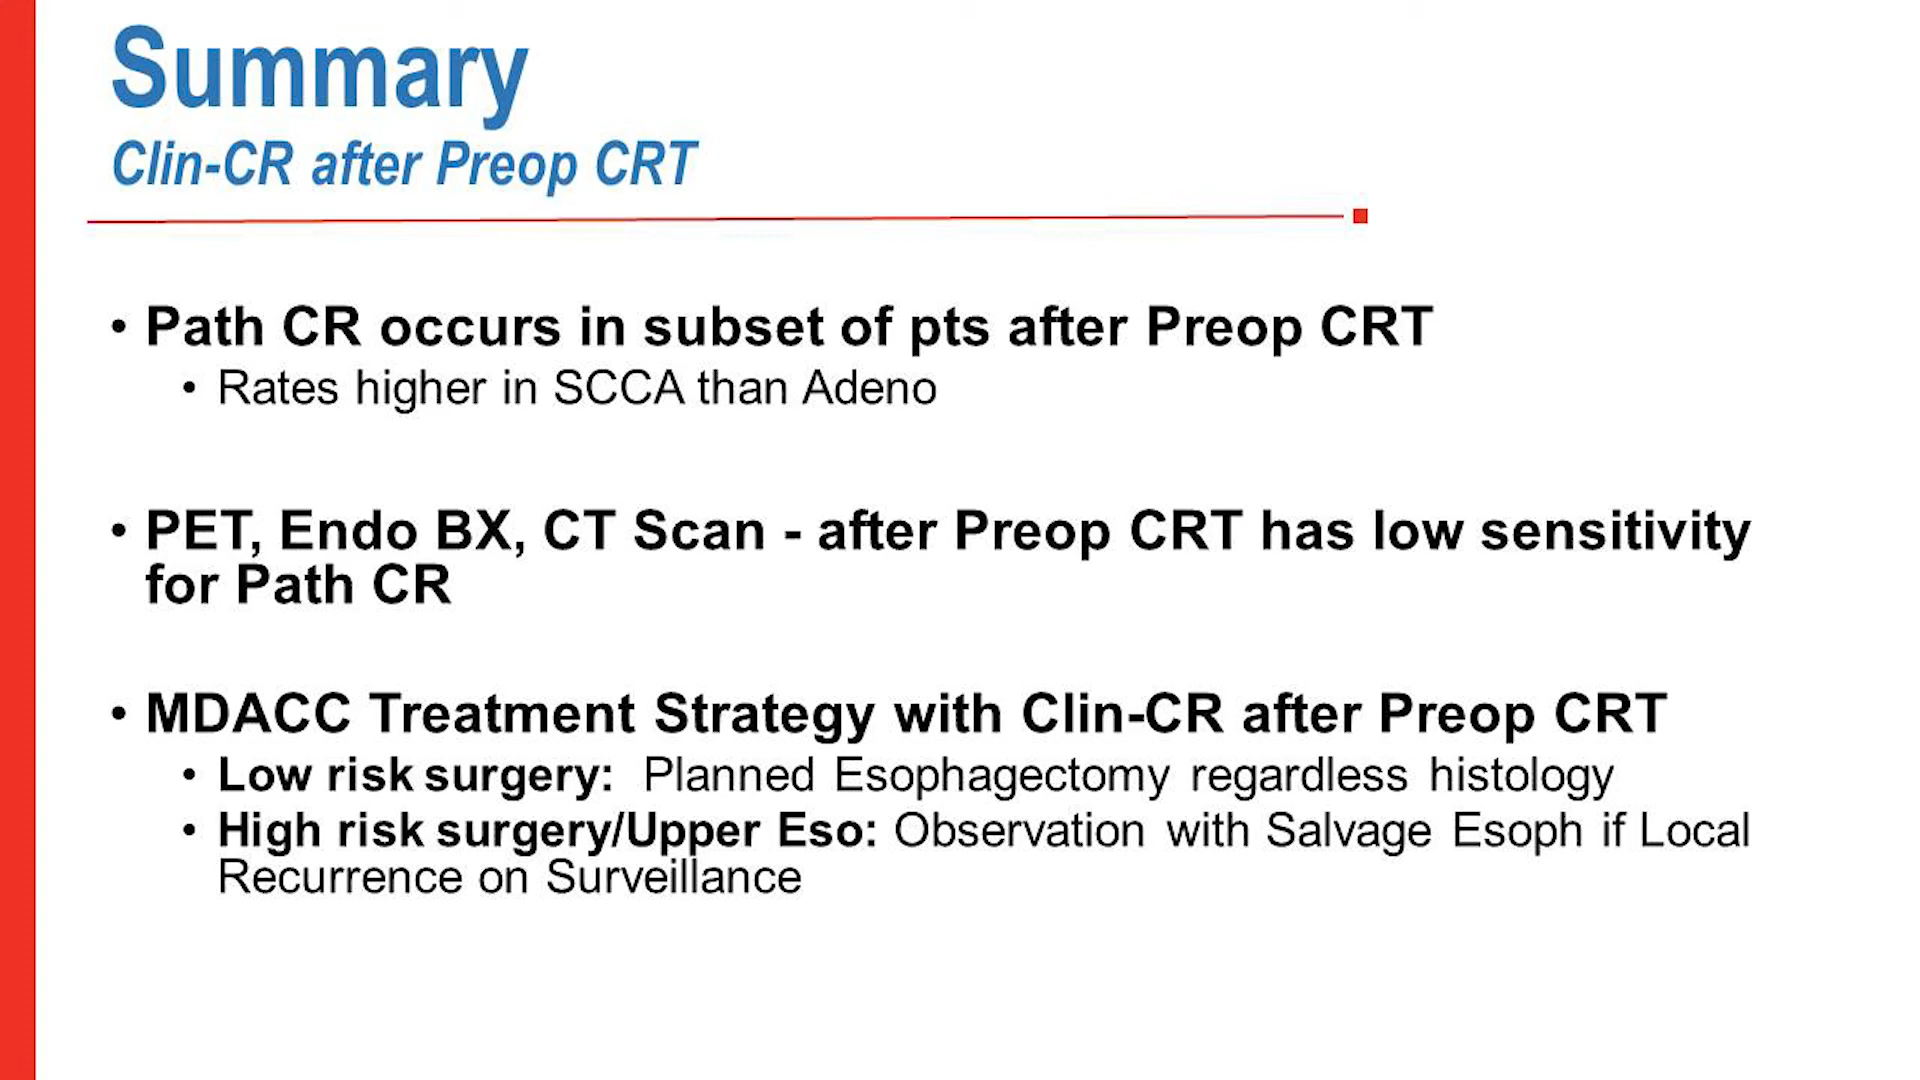 Summary
Clin-CR after Preop CRT
• Path CR occurs in subset of pts after Preop CRT
• Rates higher in SCCA than Adeno
• PET, Endo BX, CT Scan - after Preop CRT has low sensitivity
for Path CR
• MDACC Treatment Strategy with Clin-CR after Preop CRT
• Low risk surgery: Planned Esophagectomy regardless histology
• High risk surgery/Upper Eso: Observation with Salvage Esoph if Local
Recurrence on Surveillance